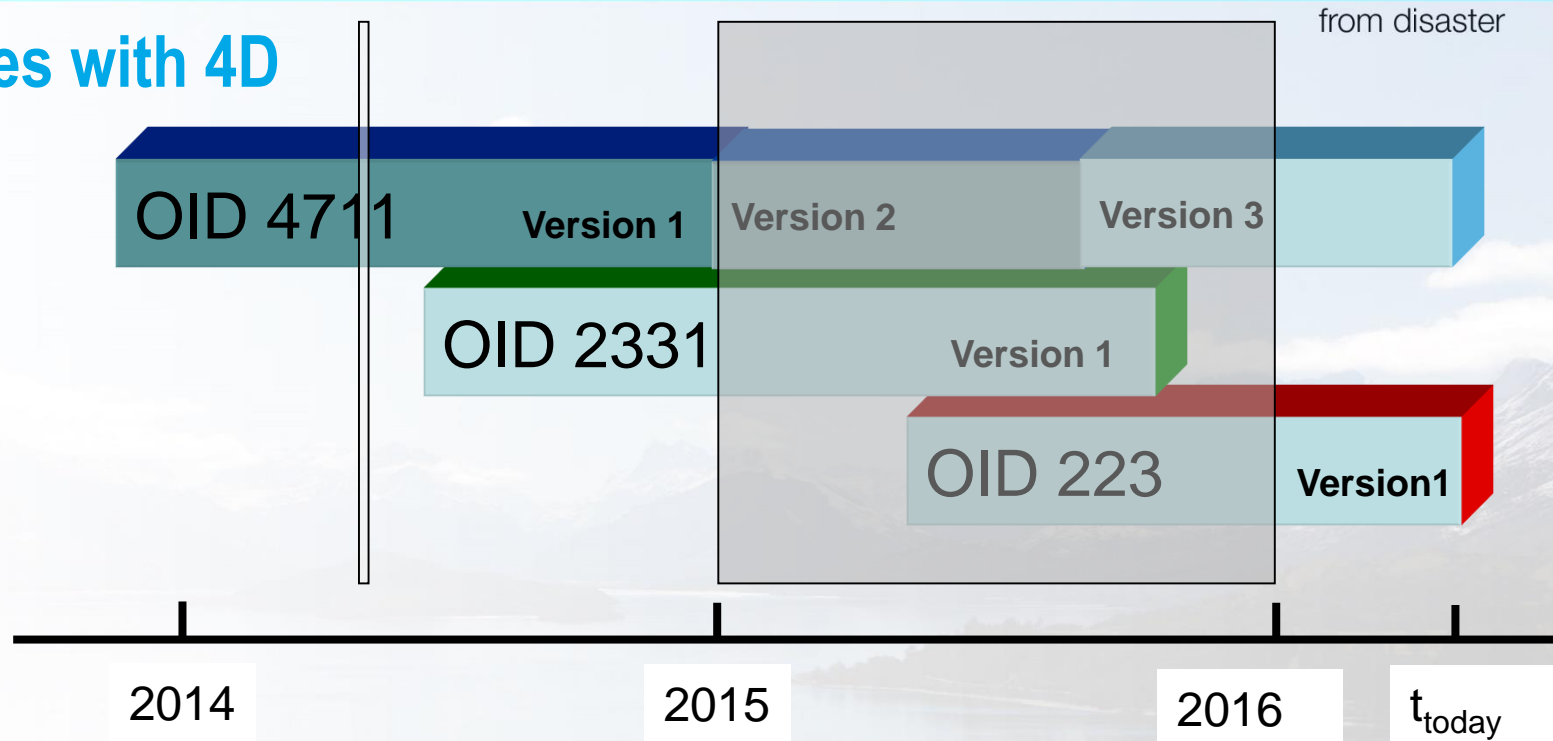 from disaster
es with 4D
OID 4711 Version 1 Version 2 Version 3
OID 2331 Version 1
OID 223 Version1
2014 2015 2016 t_today